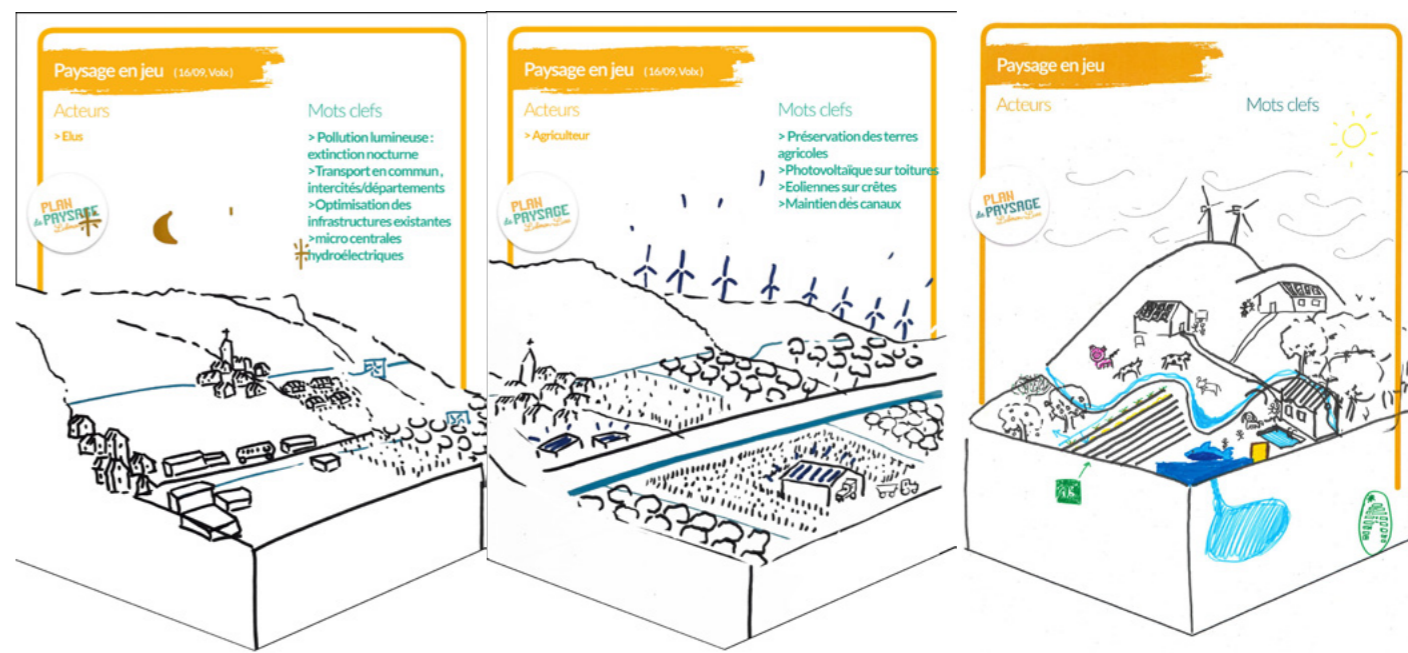 Paysage en jeu (16/09, Volx)
Acteurs
> Elus
Mots clefs
> Pollution lumineuse :
extinction nocturne
>Transport en commun ,
intercités/départements
>Optimisation des
infrastructures existantes
>micro centrales
hydroélectriques
PLAN
de PAYSAGE
Paysage en jeu (16/09, Volx)
Acteurs
> Agriculteur
Mots clefs
> Préservation des terres
agricoles
>Photovoltaïque sur toitures
>Eoliennes sur crêtes
>Maintien des canaux
PLAN
de PAYSAGE
Paysage en jeu
Acteurs
Mots clefs
PLAN
de PAYSAGE